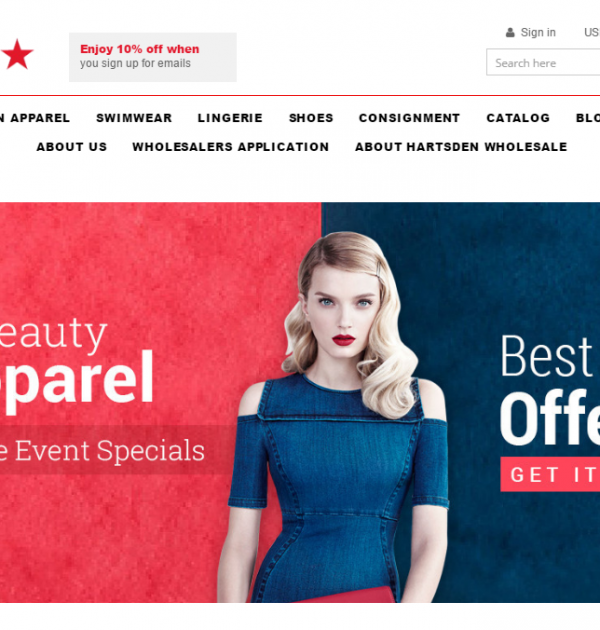 Sign in US
Enjoy 10% off when
you sign up for emails
Search here
N APPAREL SWIMWEAR LINGERIE SHOES CONSIGNMENT CATALOG BLO
ABOUT US WHOLESALERS APPLICATION ABOUT HARTSDEN WHOLESALE
eauty
parel
e Event Specials
Best
Offe
GET IT